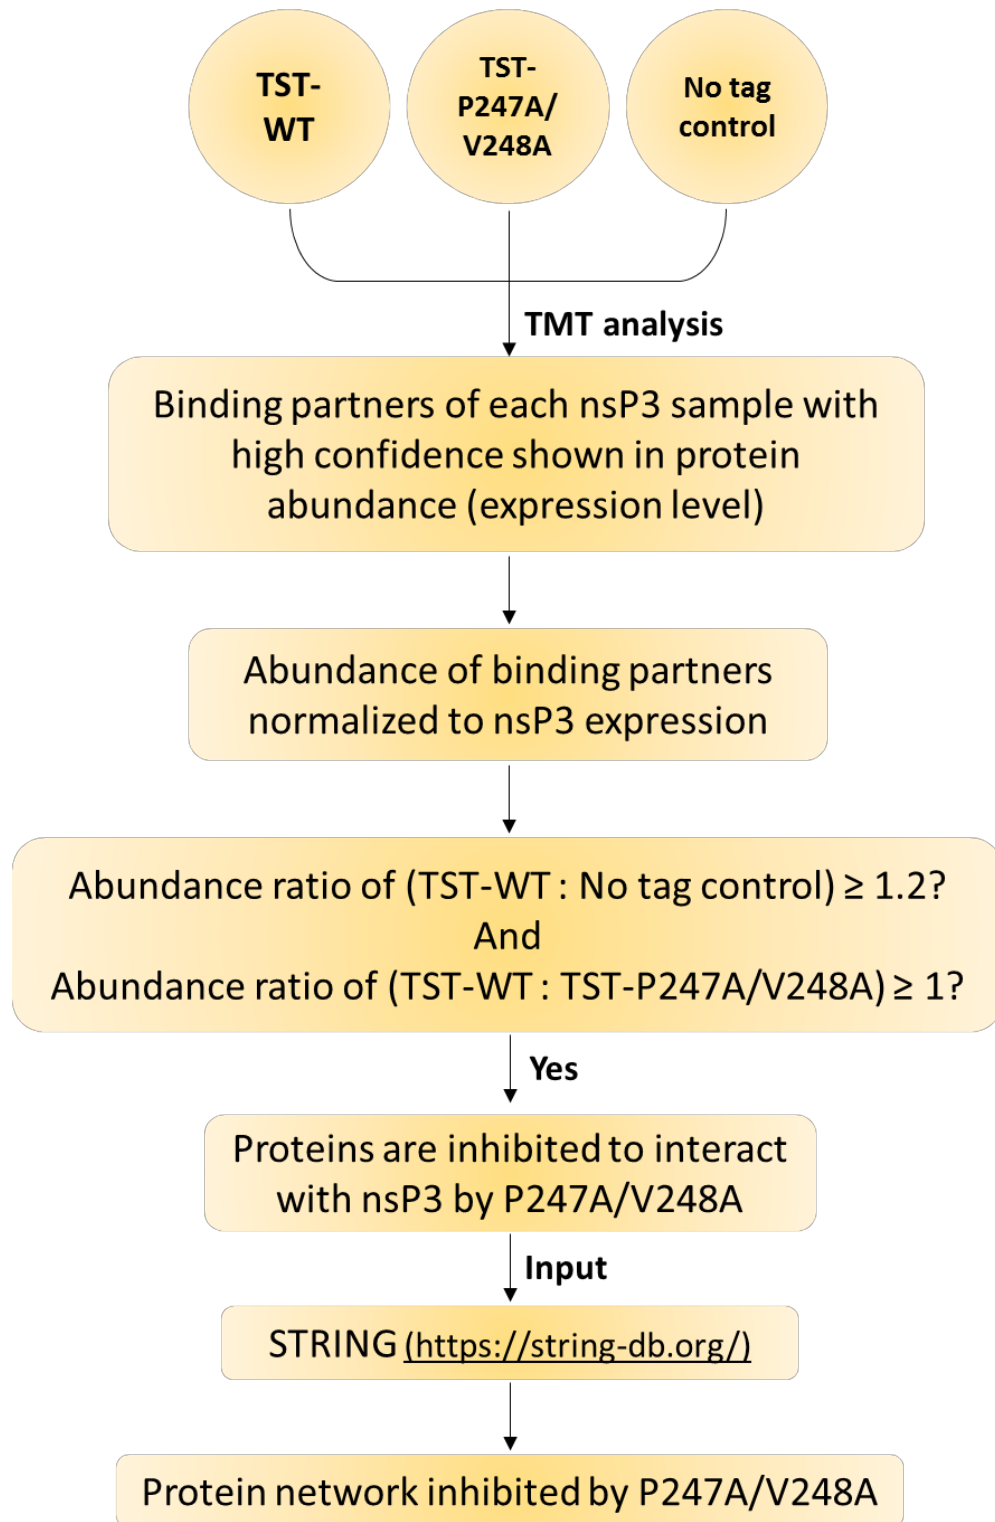 TST-
WT
TST-
P247A/
V248A
No tag
control
TMT analysis
Binding partners of each nsP3 sample with
high confidence shown in protein
abundance (expression level)
Abundance of binding partners
normalized to nsP3 expression
Abundance ratio of (TST-WT : No tag control) ≥ 1.2?
And
Abundance ratio of (TST-WT : TST-P247A/V248A) ≥ 1?
Yes
Proteins are inhibited to interact
with nsP3 by P247A/V248A
Input
STRING (https://string-db.org/)
Protein network inhibited by P247A/V248A